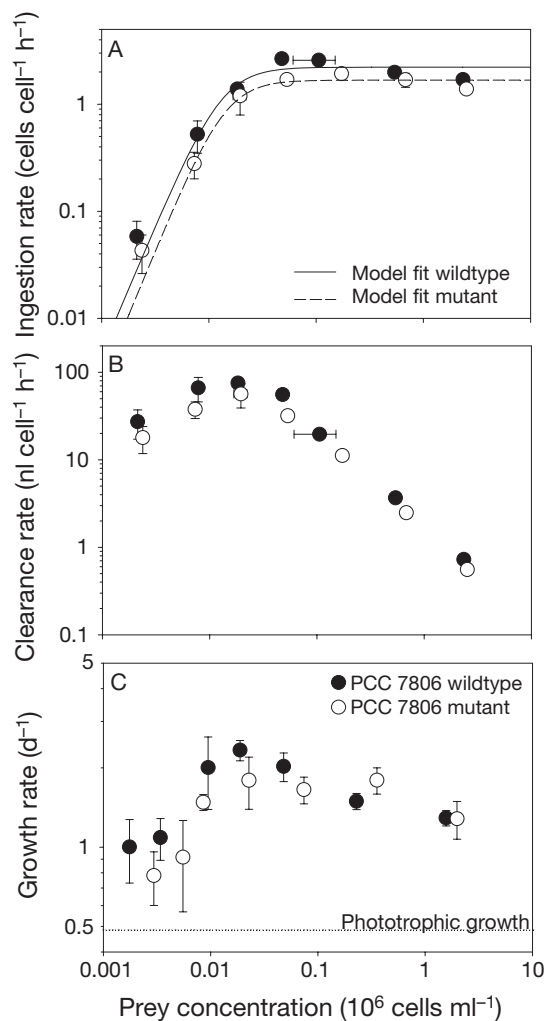 A
Ingestion rate (cells cell⁻¹ h⁻¹)
1
0.1
0.01
Model fit wildtype
Model fit mutant
B
Clearance rate (nl cell⁻¹ h⁻¹)
100
10
1
0.1
C
Growth rate (d⁻¹)
5
1
0.5
PCC 7806 wildtype
PCC 7806 mutant
Phototrophic growth
0.001 0.01 0.1 1 10
Prey concentration (10⁶ cells ml⁻¹)